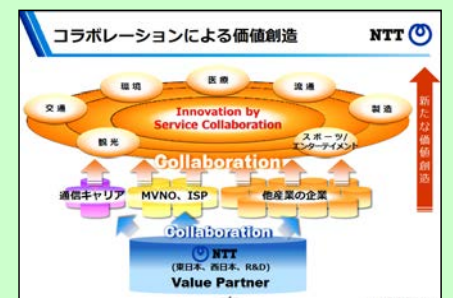 コラボレーションによる価値創造
NTT
医療
環境
流通
交通
製造
Innovation by
Service Collaboration
観光
スポーツ/
エンターテイメント
新たな価値創造
Collaboration
通信キャリア
MVNO、ISP
他産業の企業
Collaboration
NTT
(東日本、西日本、R&D)
Value Partner